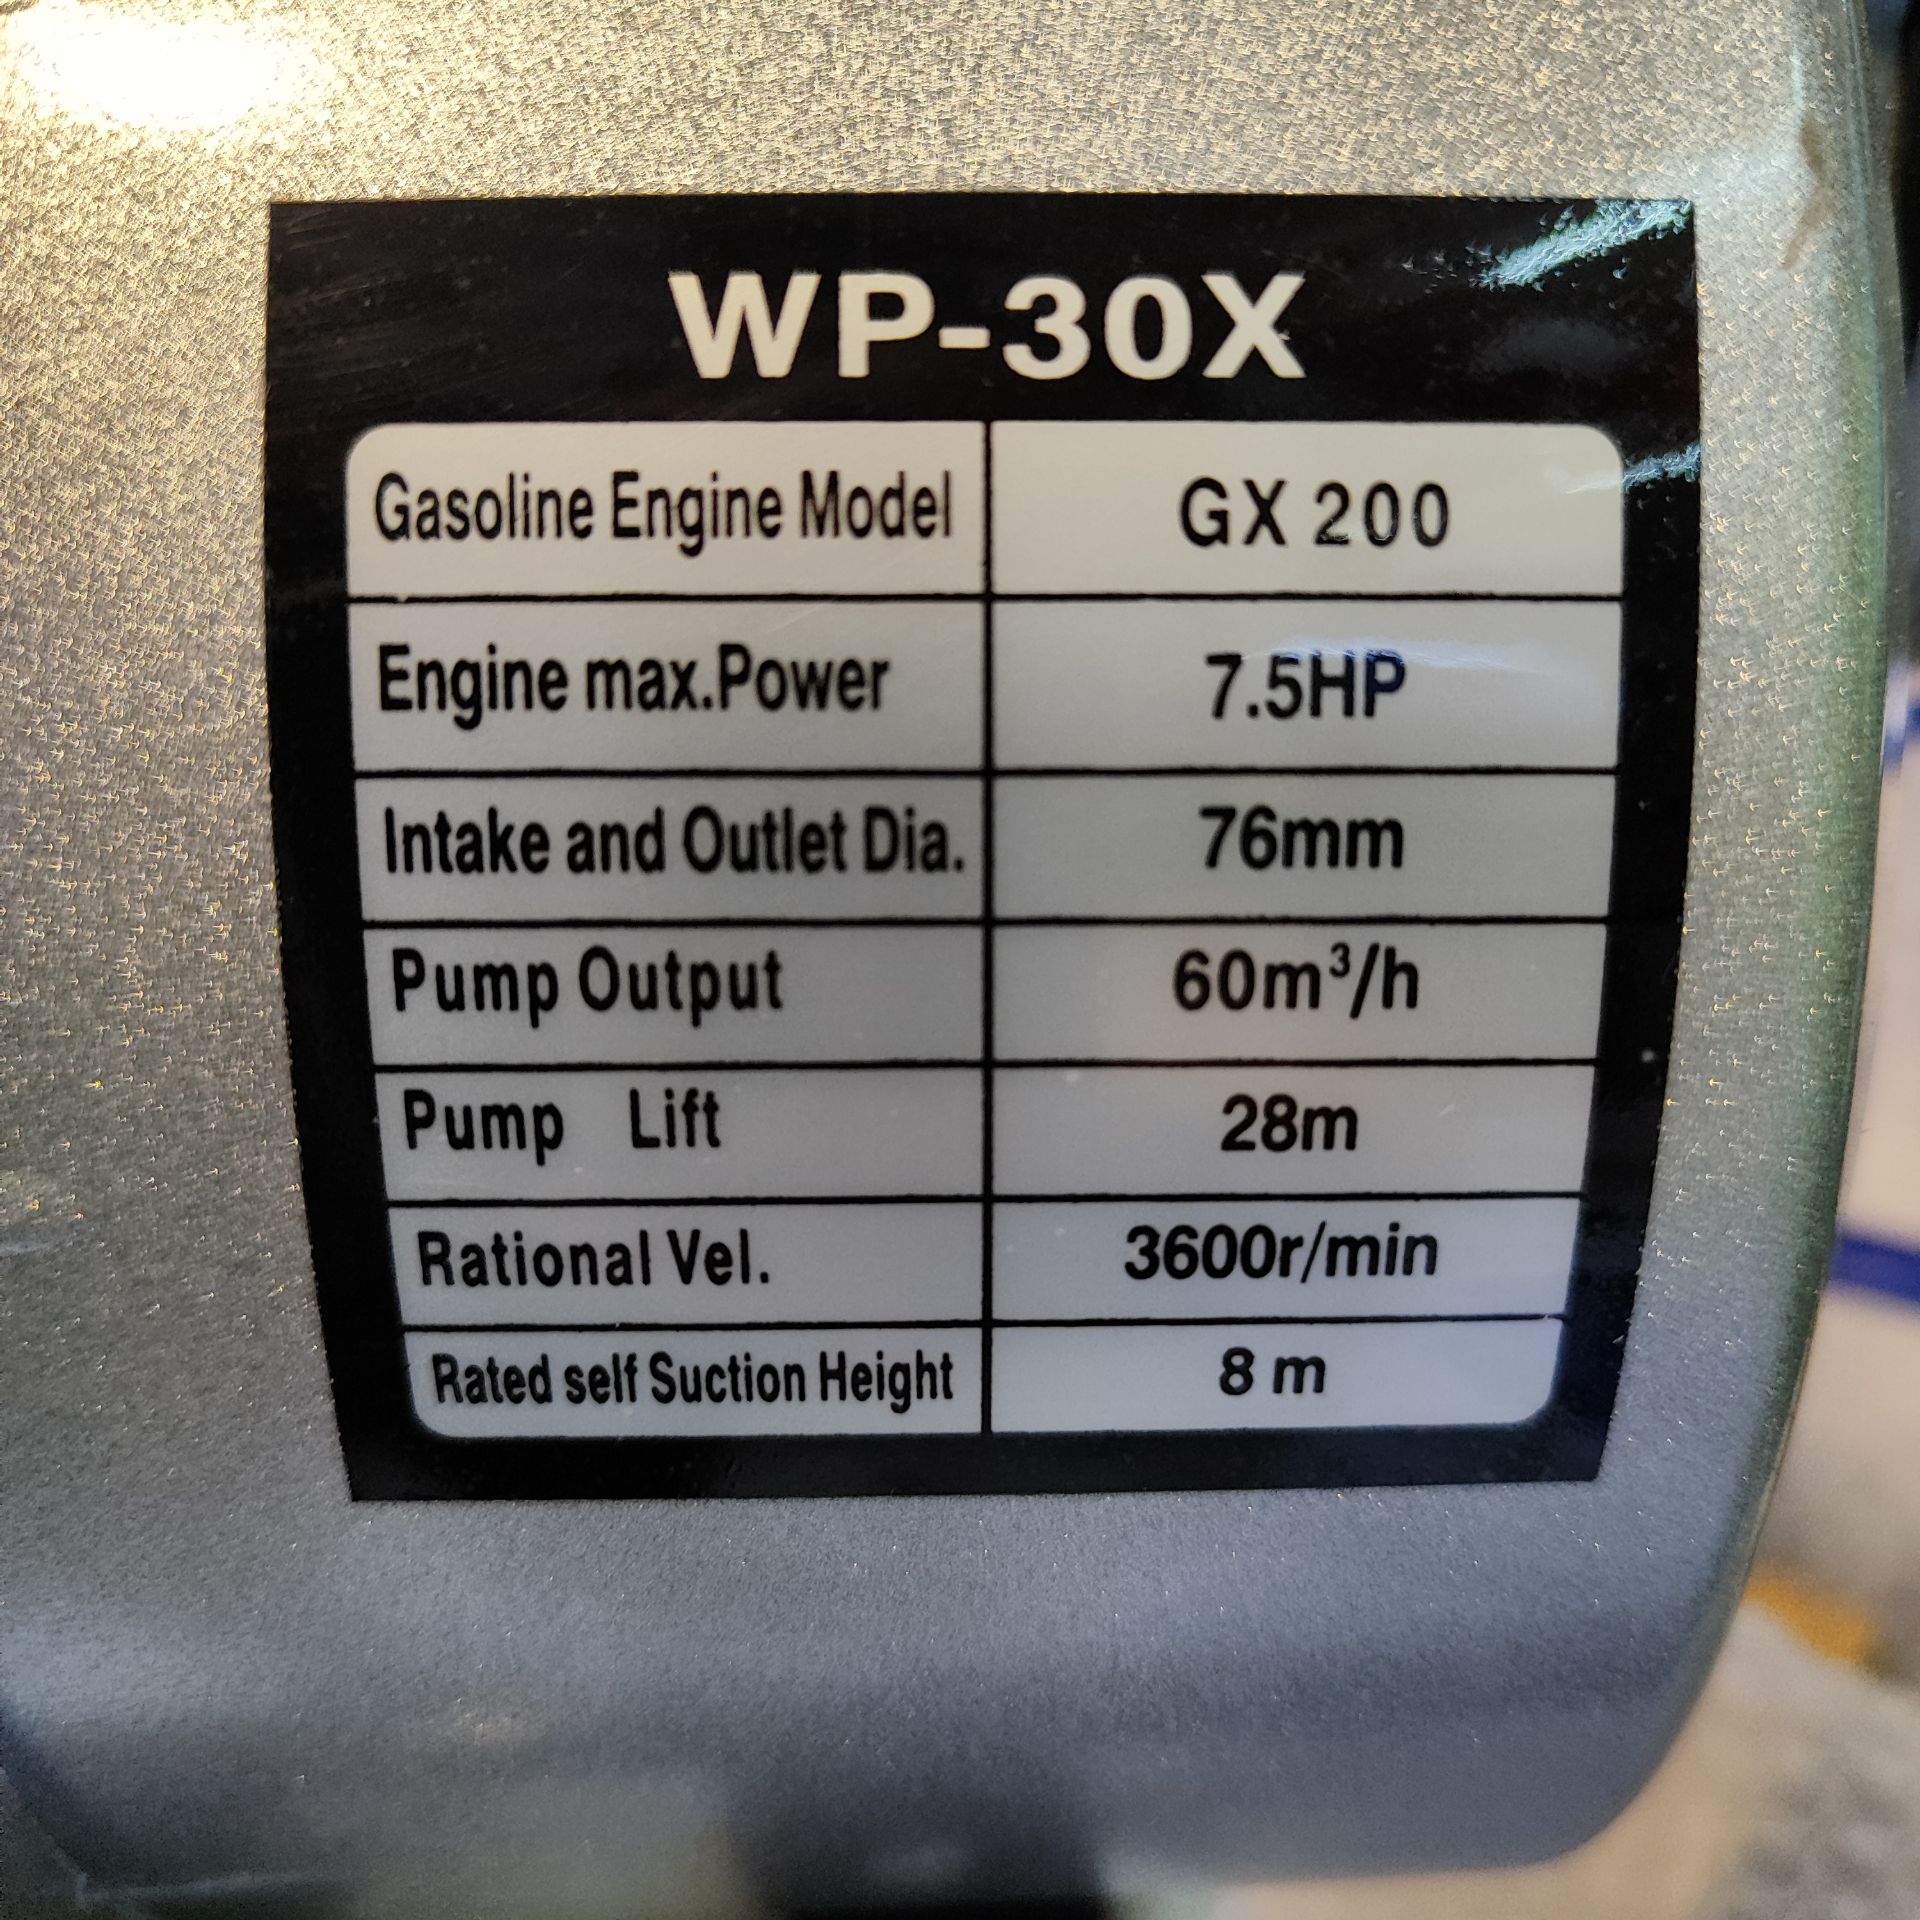 WP-30X
Gasoline Engine Model GX 200
Engine max.Power 7.5HP
Intake and Outlet Dia. 76mm
Pump Output 60m³/h
Pump Lift 28m
Rational Vel. 3600r/min
Rated self Suction Height 8 m